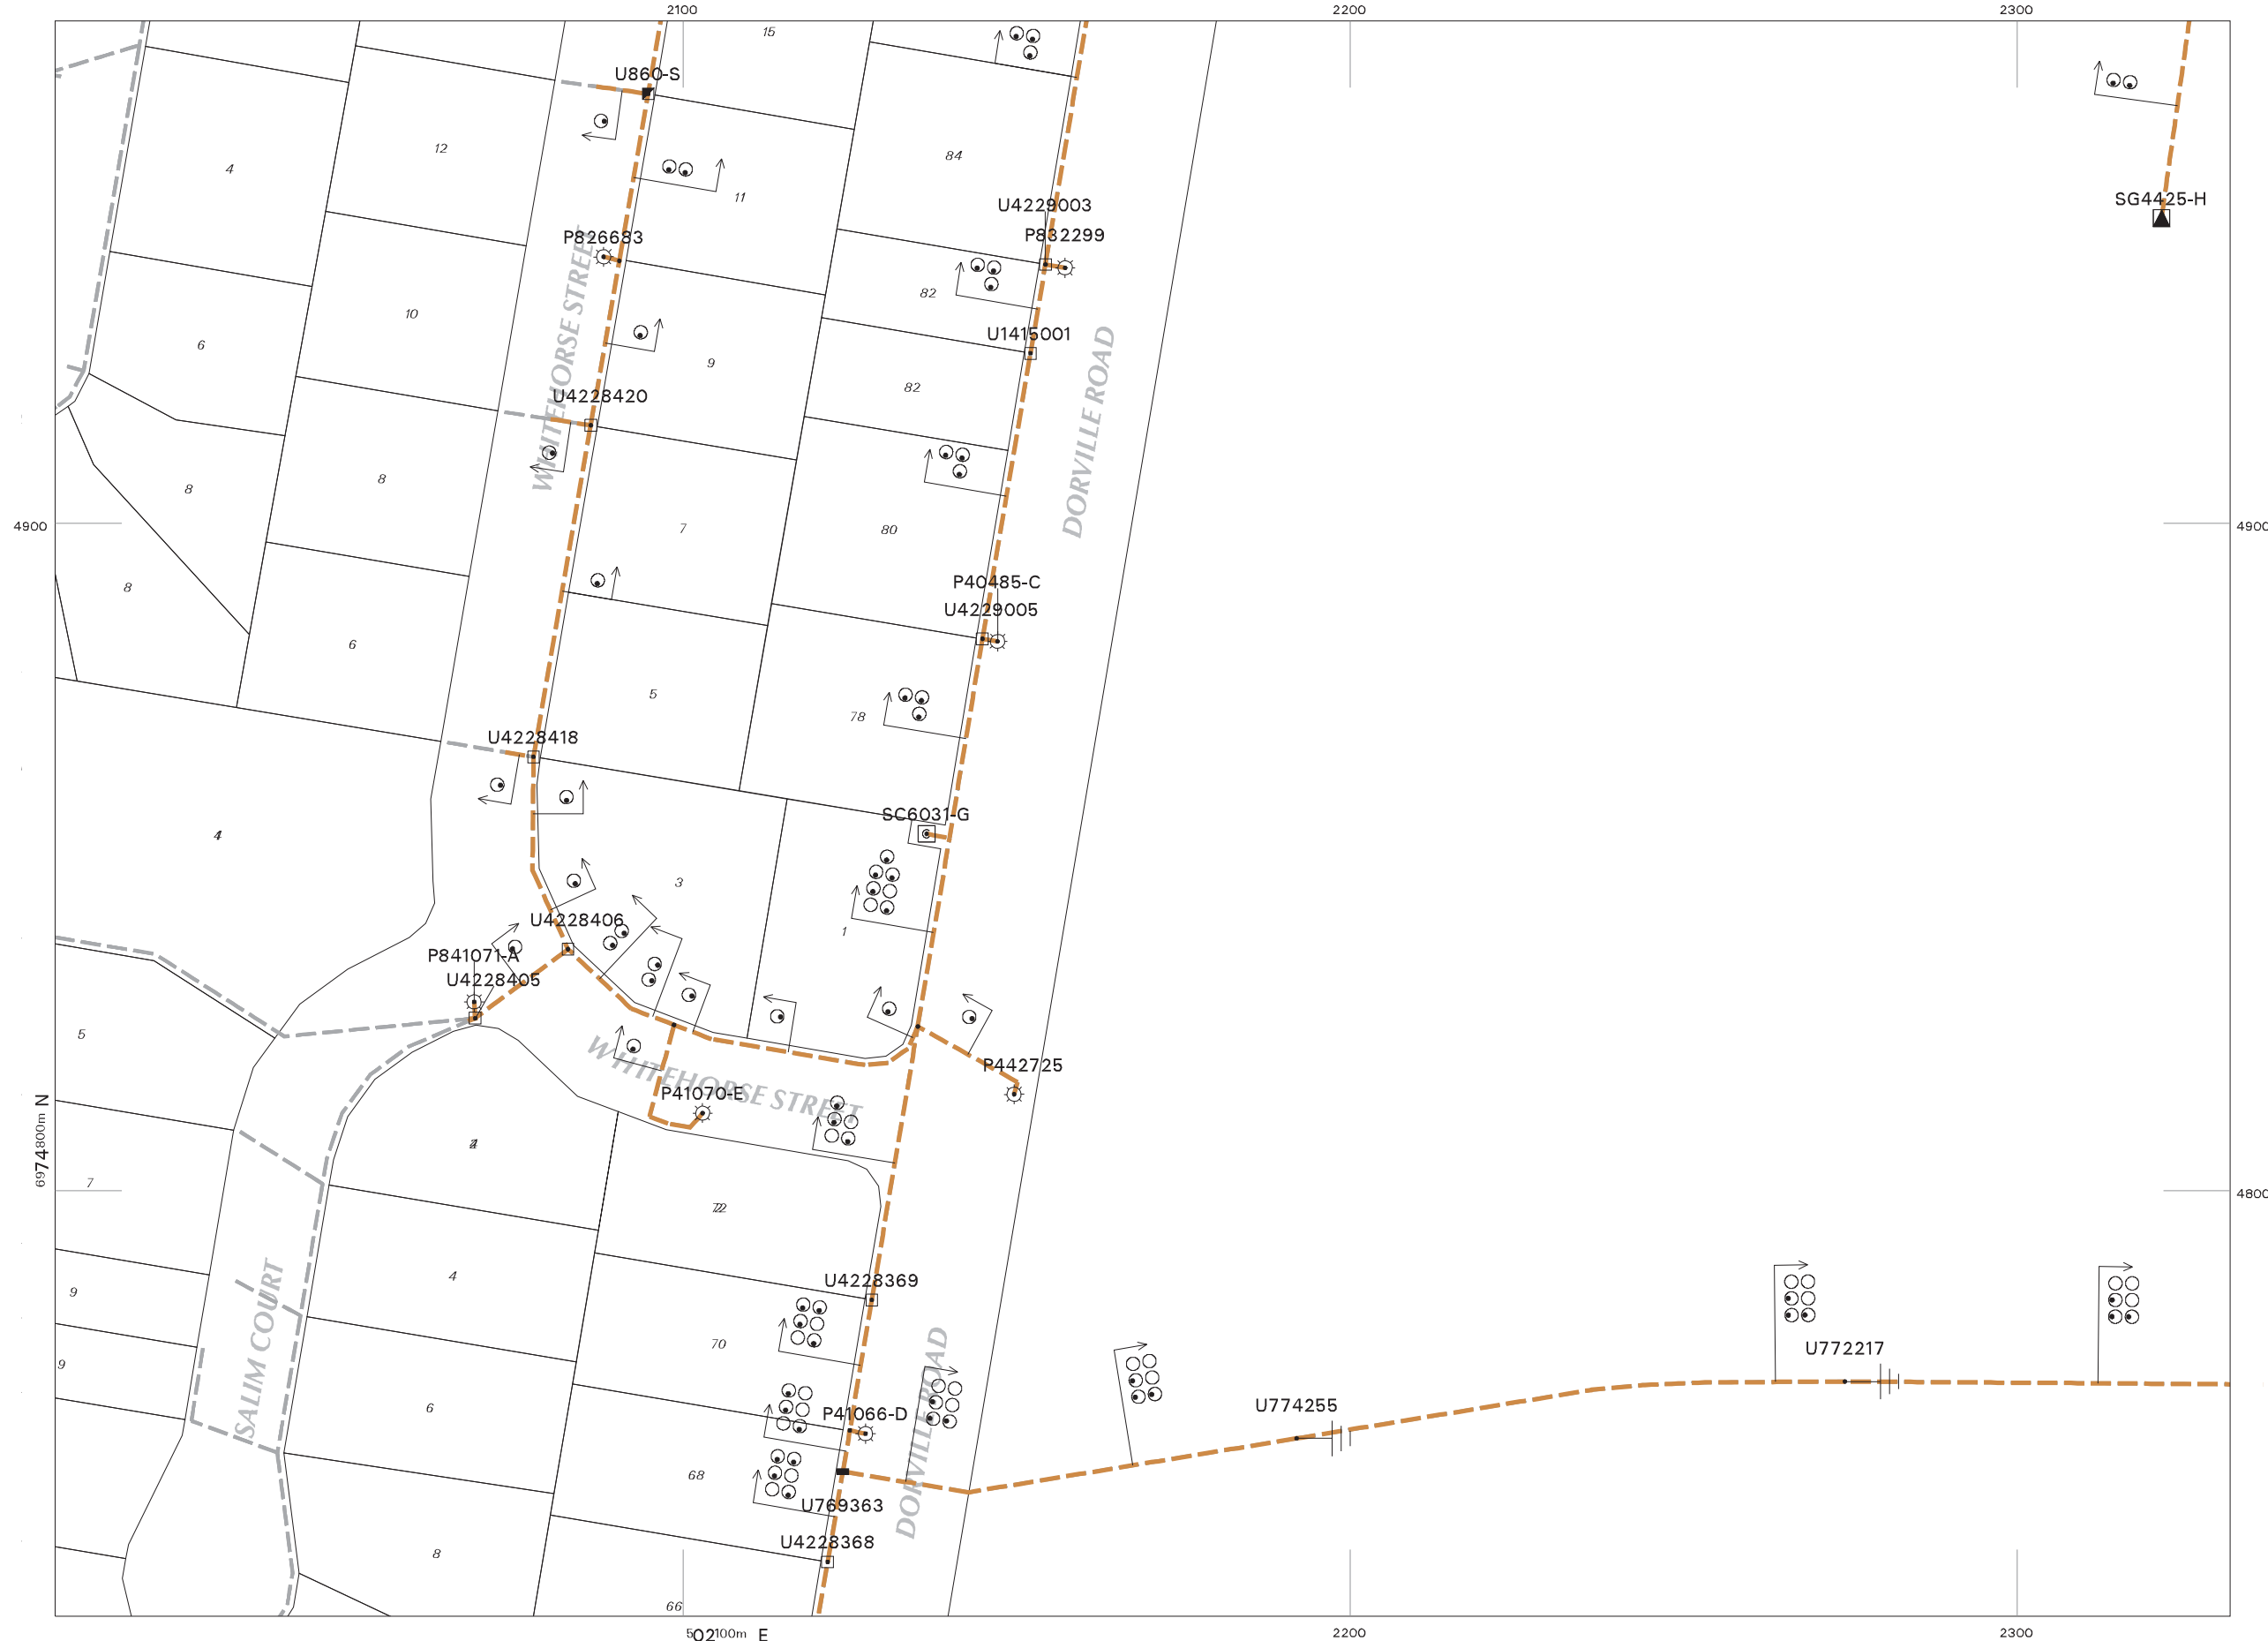 2100
2200
2300
15
U860-S
12
84
4
11
SG4425-H
U4229003
P832299
P826683
WHITEHORSE STREET
82
10
U1415001
6
9
82
U4228420
DORVILLE ROAD
8
8
7
80
4900
4900
P40485-C
8
U4229005
6
5
78
U4228418
SC6031-G
4
3
U4228406
1
P841071-A
U4228405
5
WHITEHORSE STREET
P442725
P41070-E
6974800m N
7
72
4800
4
U4228369
9
SALIM COURT
70
U772217
9
DORVILLE ROAD
6
P41066-D
U774255
68
U769363
U4228368
8
66
502100m E
2200
2300